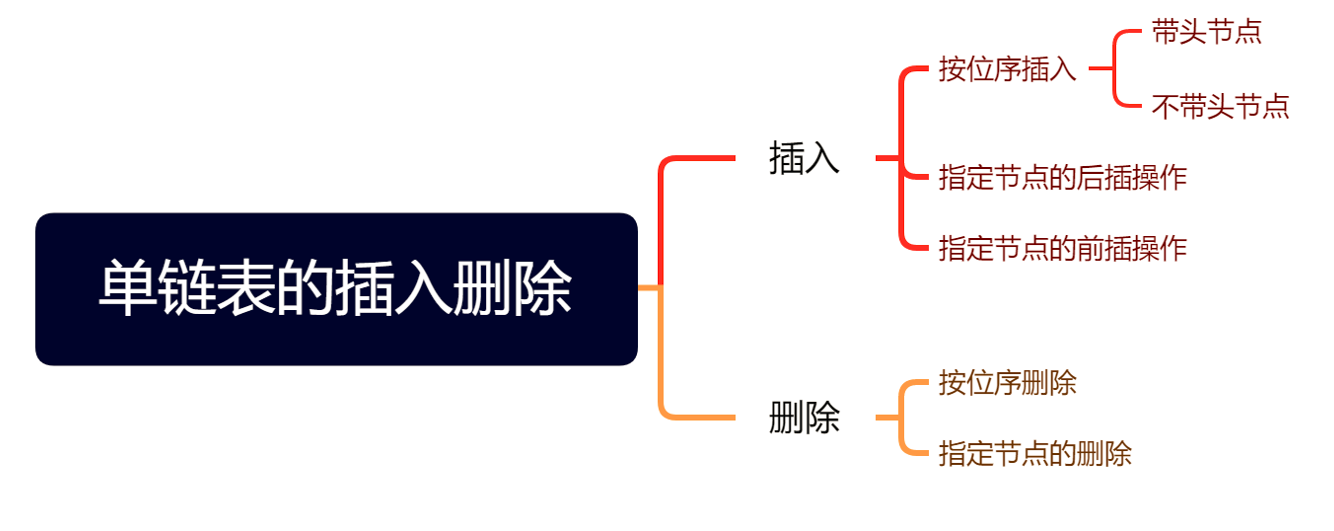 单链表的插入删除
插入
按位序插入
带头节点
不带头节点
指定节点的后插操作
指定节点的前插操作
删除
按位序删除
指定节点的删除